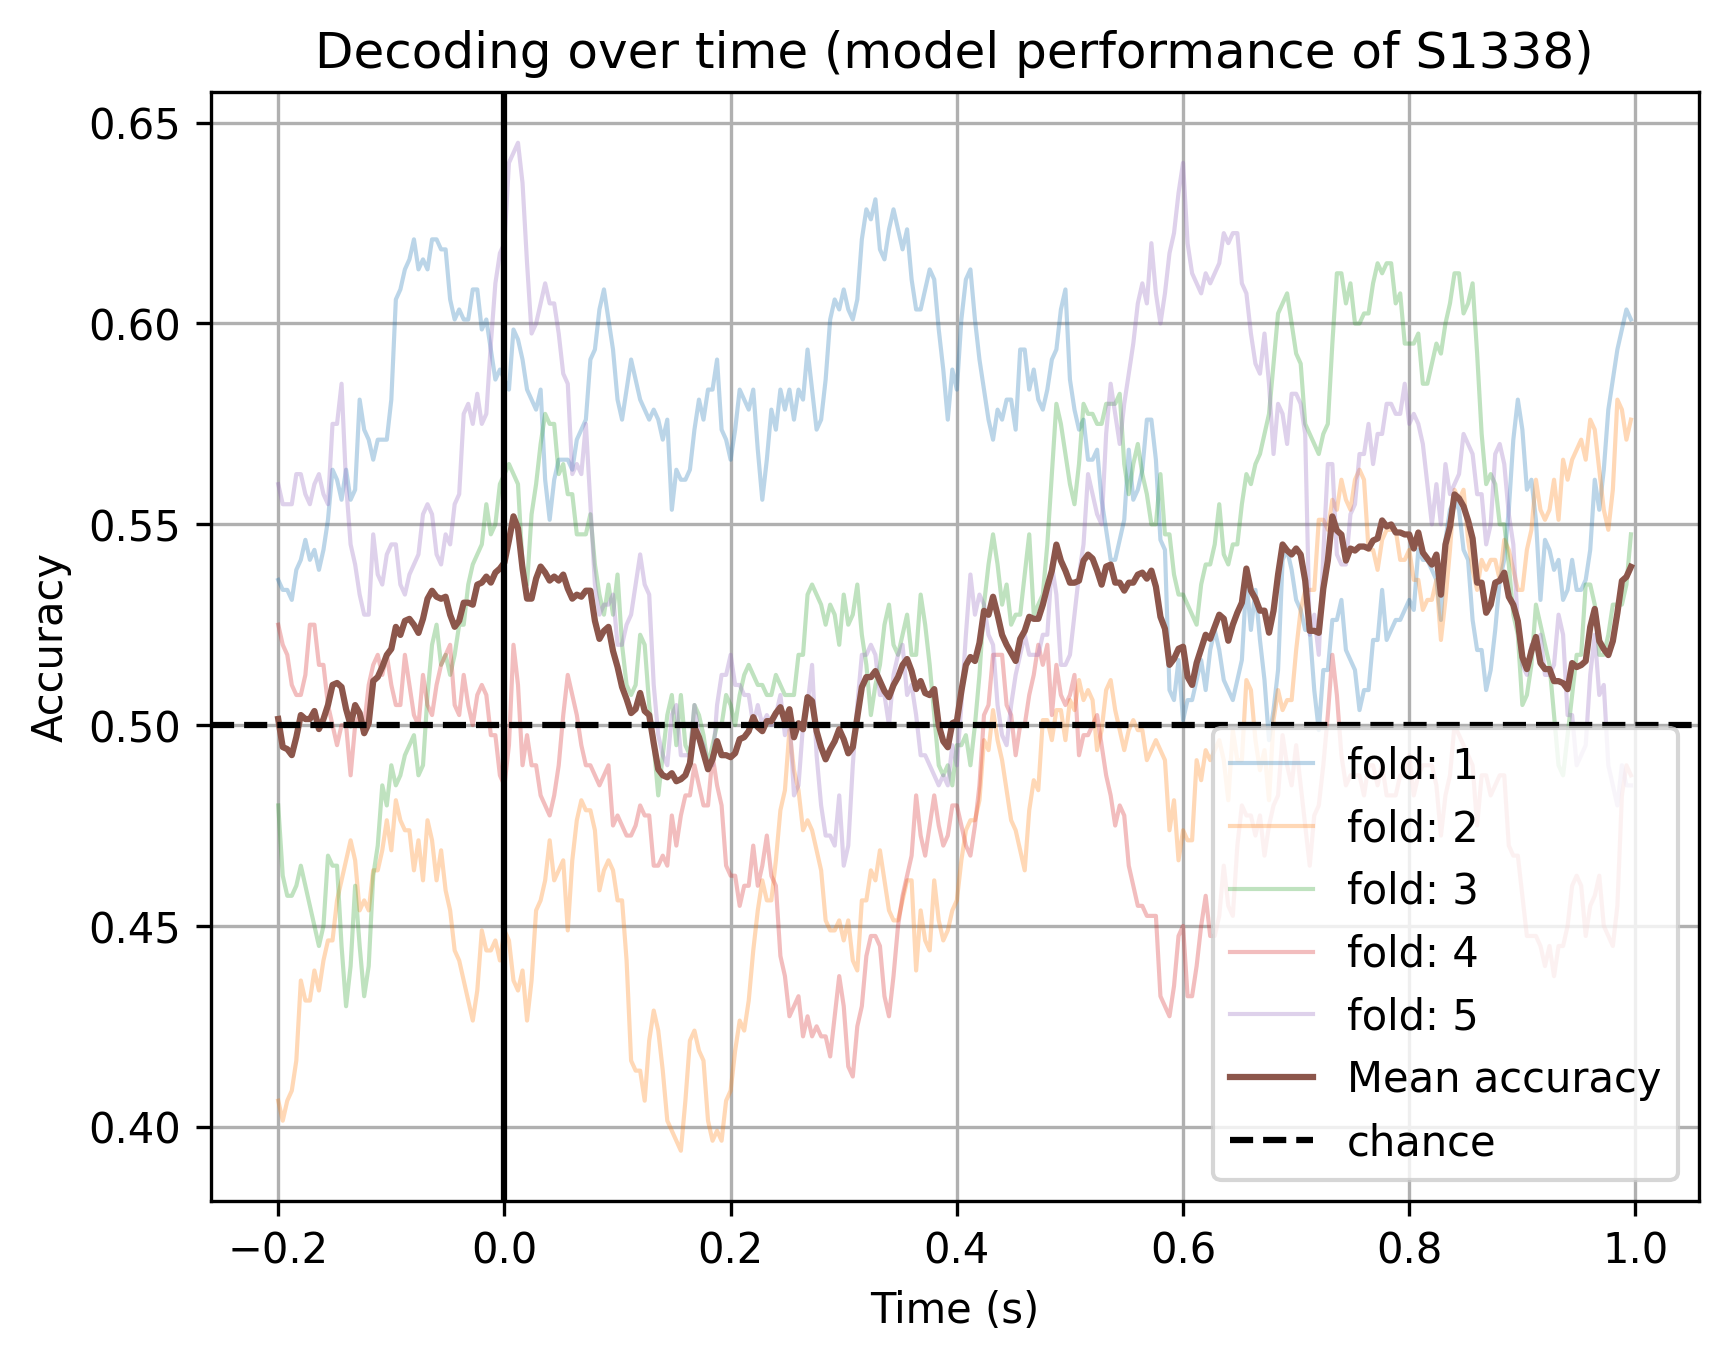 Decoding over time (model performance of S1338)
Accuracy
0.65
0.60
0.55
0.50
0.45
0.40
−0.2
0.0
0.2
0.4
0.6
0.8
1.0
Time (s)
fold: 1
fold: 2
fold: 3
fold: 4
fold: 5
Mean accuracy
chance